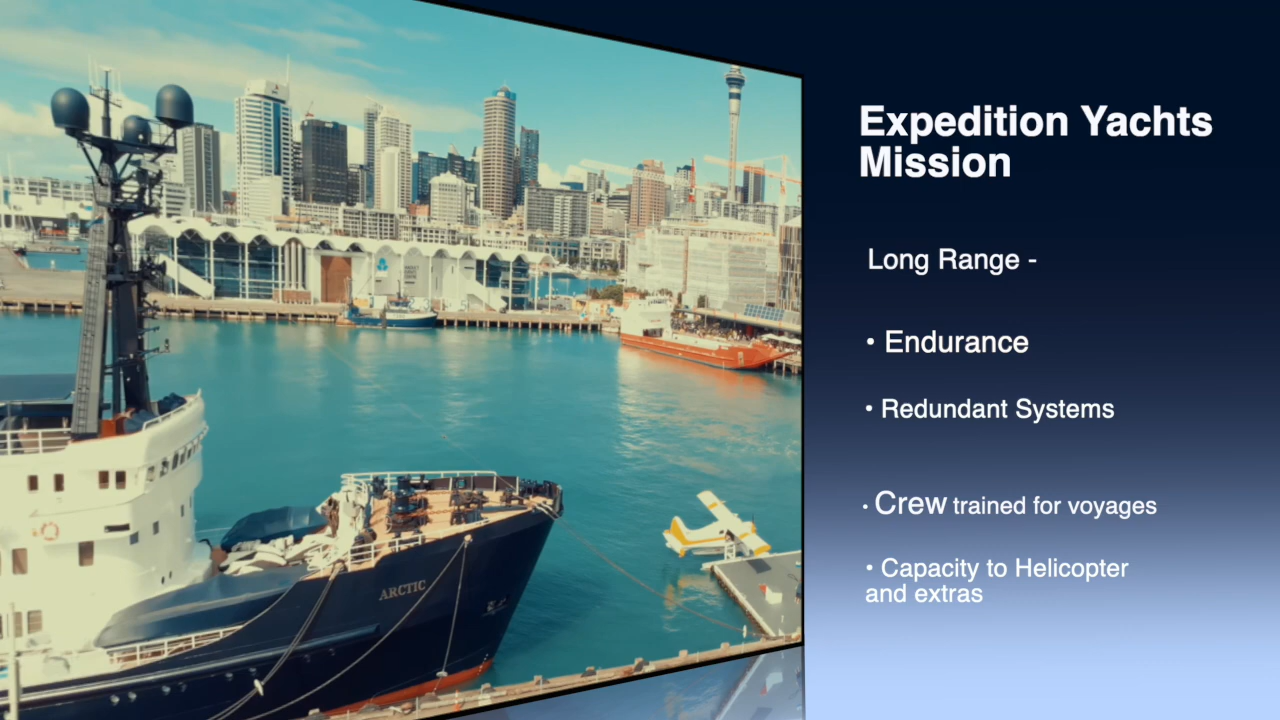 Expedition Yachts
Mission
Long Range -
• Endurance
• Redundant Systems
• Crew trained for voyages
• Capacity to Helicopter
and extras
ARCTIC